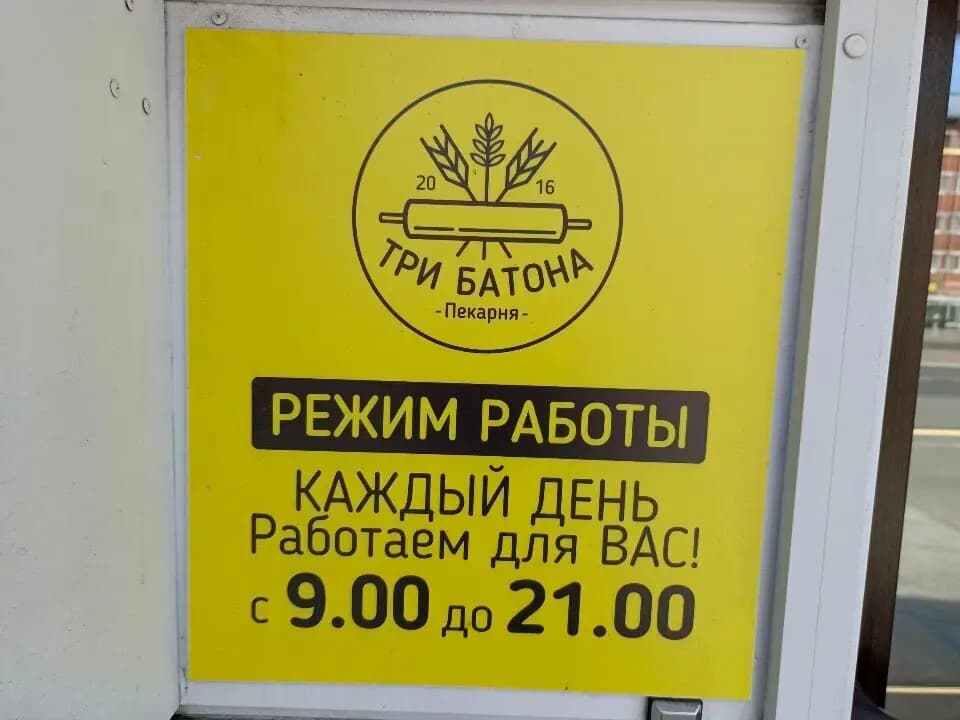 20 16
ТРИ БАТОНА
-Пекарня-
РЕЖИМ РАБОТЫ
КАЖДЫЙ ДЕНЬ
Работаем для ВАС!
с 9.00 до 21.00